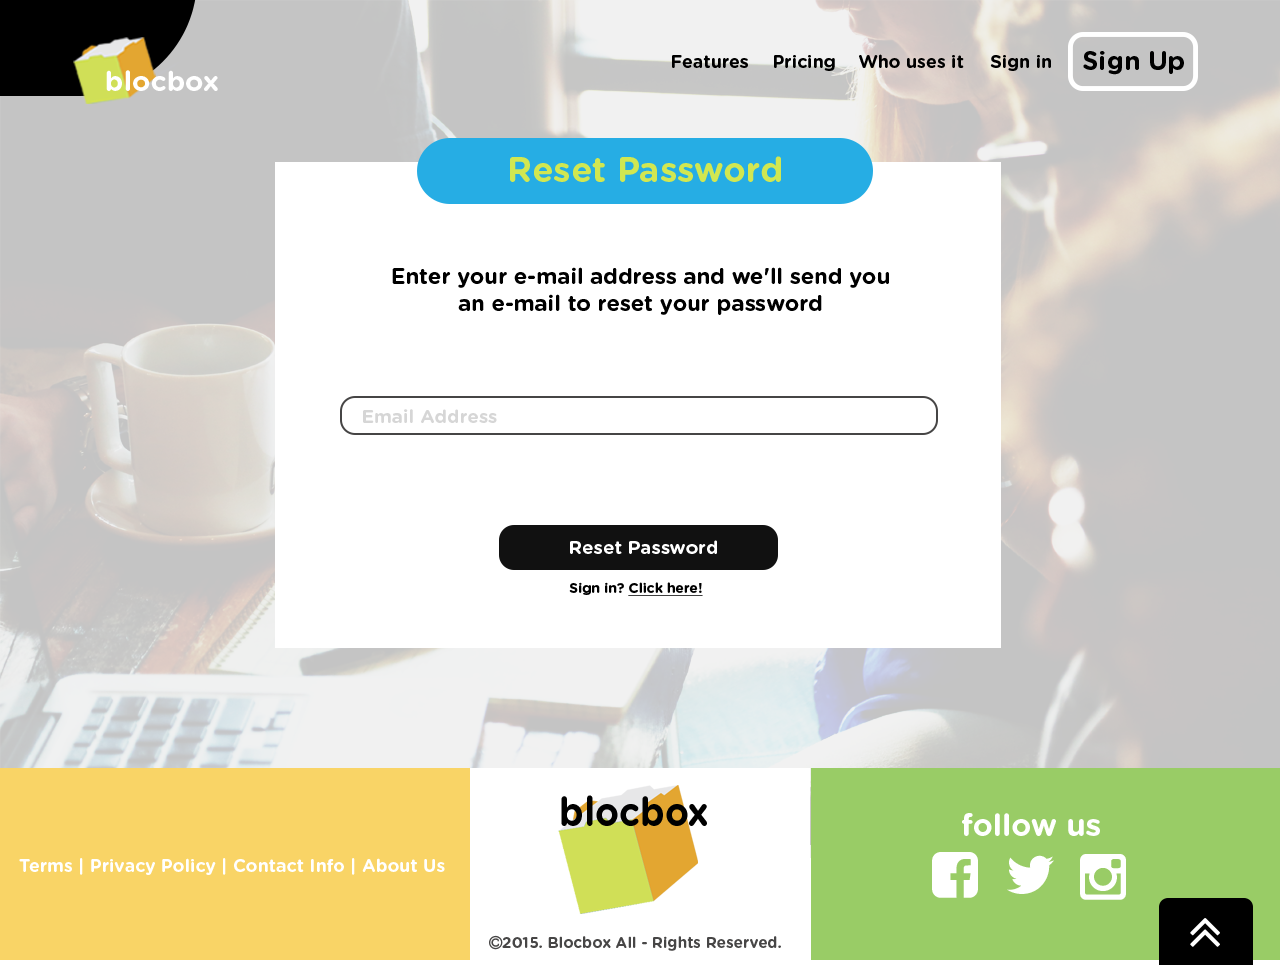 blocbox
Features Pricing Who uses it Sign in Sign Up
Reset Password
Enter your e-mail address and we'll send you
an e-mail to reset your password
Email Address
Reset Password
Sign in? Click here!
Terms | Privacy Policy | Contact Info | About Us
blocbox
©2015. Blocbox All - Rights Reserved.
follow us